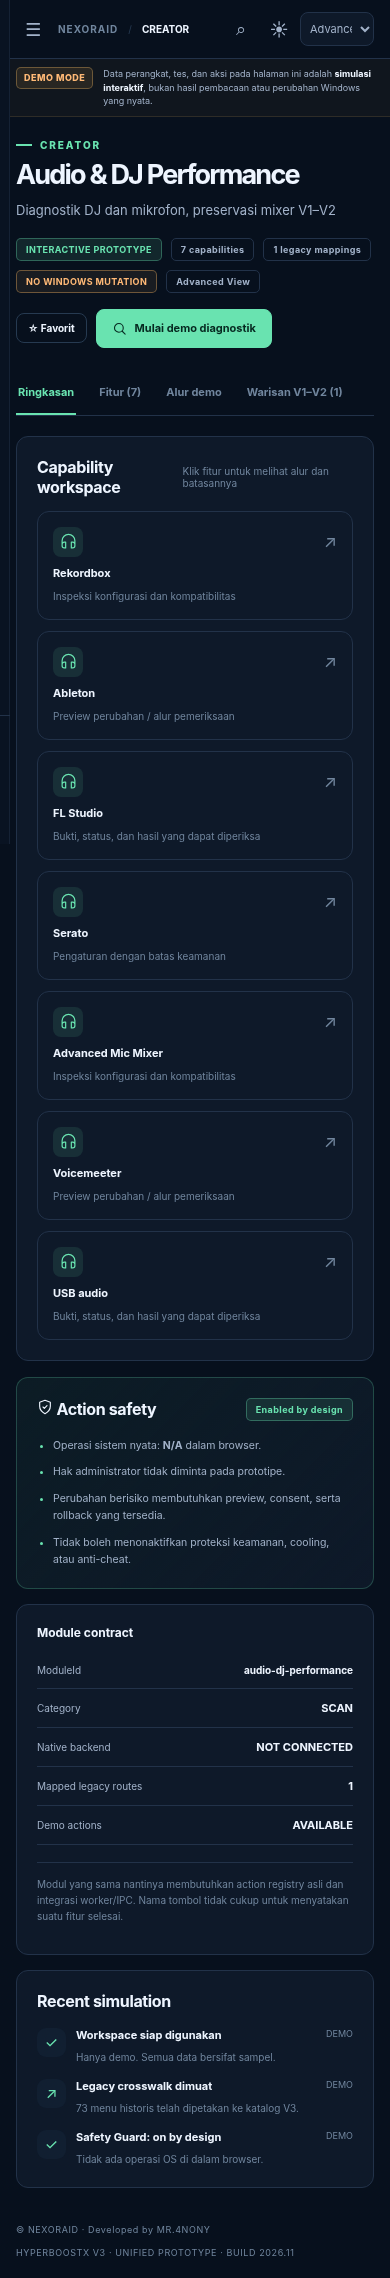 NEXORAID / CREATOR
DEMO MODE
Data perangkat, tes, dan aksi pada halaman ini adalah simulasi
interaktif, bukan hasil pembacaan atau perubahan Windows
yang nyata.
CREATOR
Audio & DJ Performance
Diagnostik DJ dan mikrofon, preservasi mixer V1–V2
INTERACTIVE PROTOTYPE
7 capabilities
1 legacy mappings
NO WINDOWS MUTATION
Advanced View
☆ Favorit
Mulai demo diagnostik
Ringkasan
Fitur (7)
Alur demo
Warisan V1–V2 (1)
Capability
workspace
Klik fitur untuk melihat alur dan
batasannya
Rekordbox
Inspeksi konfigurasi dan kompatibilitas
Ableton
Preview perubahan / alur pemeriksaan
FL Studio
Bukti, status, dan hasil yang dapat diperiksa
Serato
Pengaturan dengan batas keamanan
Advanced Mic Mixer
Inspeksi konfigurasi dan kompatibilitas
Voicemeeter
Preview perubahan / alur pemeriksaan
USB audio
Bukti, status, dan hasil yang dapat diperiksa
Action safety
Enabled by design
• Operasi sistem nyata: N/A dalam browser.
• Hak administrator tidak diminta pada prototipe.
• Perubahan berisiko membutuhkan preview, consent, serta
rollback yang tersedia.
• Tidak boleh menonaktifkan proteksi keamanan, cooling,
atau anti-cheat.
Module contract
ModuleId audio-dj-performance
Category SCAN
Native backend NOT CONNECTED
Mapped legacy routes 1
Demo actions AVAILABLE
Modul yang sama nantinya membutuhkan action registry asli dan
integrasi worker/IPC. Nama tombol tidak cukup untuk menyatakan
suatu fitur selesai.
Recent simulation
Workspace siap digunakan DEMO
Hanya demo. Semua data bersifat sampel.
Legacy crosswalk dimuat DEMO
73 menu historis telah dipetakan ke katalog V3.
Safety Guard: on by design DEMO
Tidak ada operasi OS di dalam browser.
© NEXORAID · Developed by MR.4NONY
HYPERBOOSTX V3 · UNIFIED PROTOTYPE · BUILD 2026.11